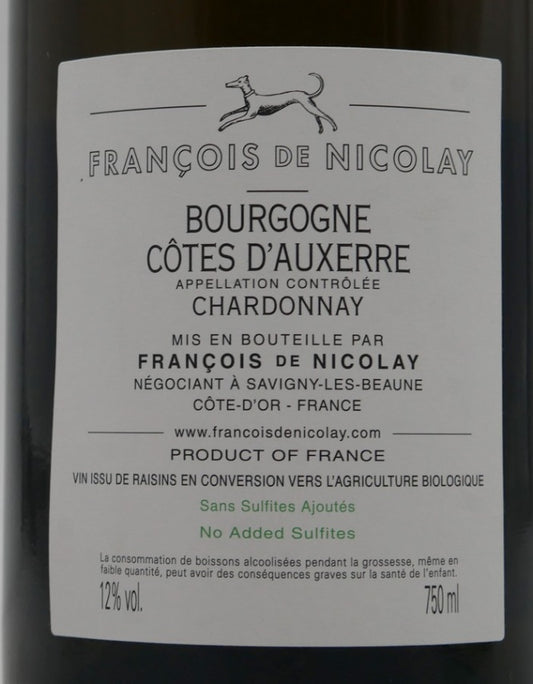 FRANÇOIS DE NICOLAY
BOURGOGNE
CÔTES D'AUXERRE
APPELLATION CONTRÔLÉE
CHARDONNAY
MIS EN BOUTEILLE PAR
FRANÇOIS DE NICOLAY
NÉGOCIANT À SAVIGNY-LES-BEAUNE
CÔTE-D'OR - FRANCE
www.francoisdenicolay.com
PRODUCT OF FRANCE
VIN ISSU DE RAISINS EN CONVERSION VERS L'AGRICULTURE BIOLOGIQUE
Sans Sulfites Ajoutés
No Added Sulfites
La consommation de boissons alcoolisées pendant la grossesse, même en
faible quantité, peut avoir des conséquences graves sur la santé de l'enfant.
12% vol. 750 ml